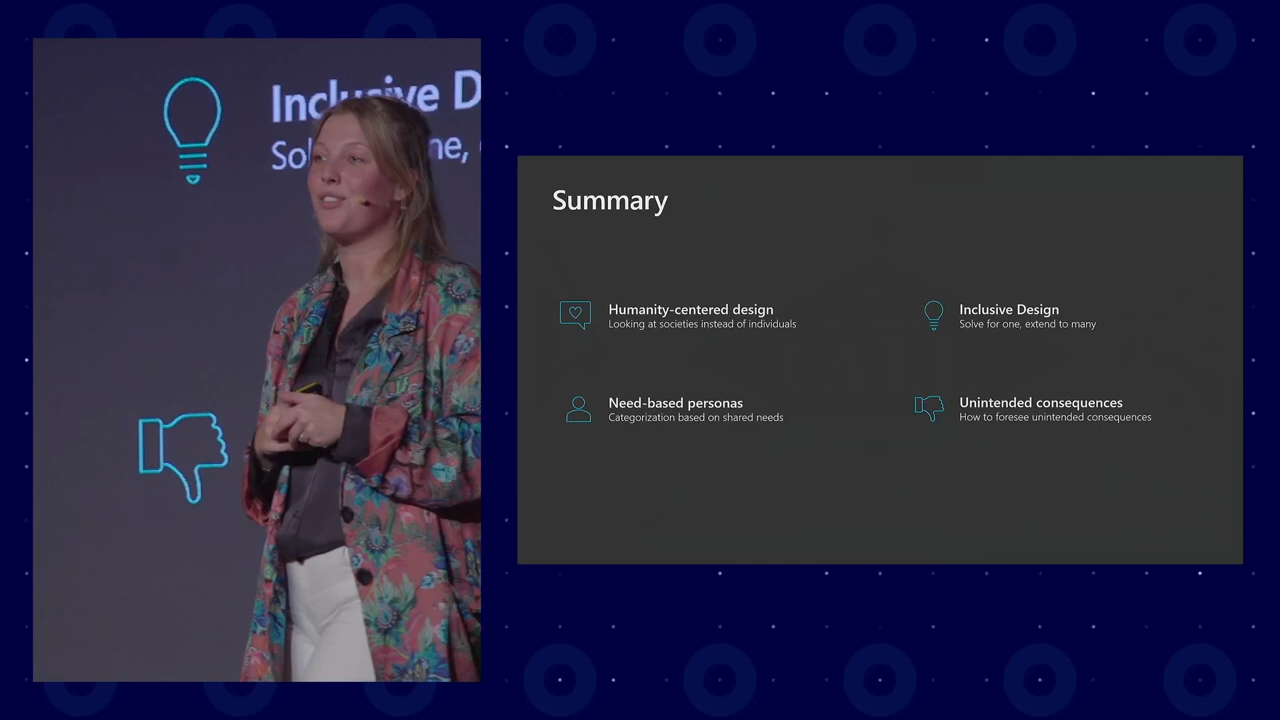 Inclusive D
Summary
Humanity-centered design
Looking at societies instead of individuals
Inclusive Design
Solve for one, extend to many
Need-based personas
Categorization based on shared needs
Unintended consequences
How to foresee unintended consequences